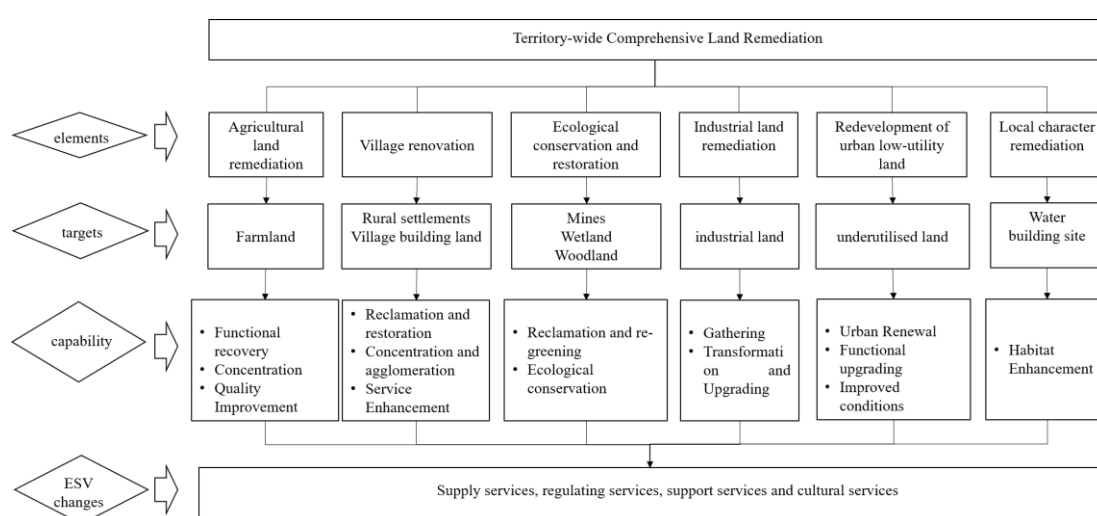 Territory-wide Comprehensive Land Remediation
elements
Agricultural
land
remediation
Village renovation
Ecological
conservation and
restoration
Industrial land
remediation
Redevelopment of
urban low-utility
land
Local character
remediation
targets
Farmland
Rural settlements
Village building land
Mines
Wetland
Woodland
industrial land
underutilised land
Water
building site
capability
• Functional
recovery
• Concentration
• Quality
Improvement
• Reclamation and
restoration
• Concentration and
agglomeration
• Service
Enhancement
• Reclamation and re-
greening
• Ecological
conservation
• Gathering
• Transformati
on and
Upgrading
• Urban Renewal
• Functional
upgrading
• Improved
conditions
• Habitat
Enhancement
ESV
changes
Supply services, regulating services, support services and cultural services